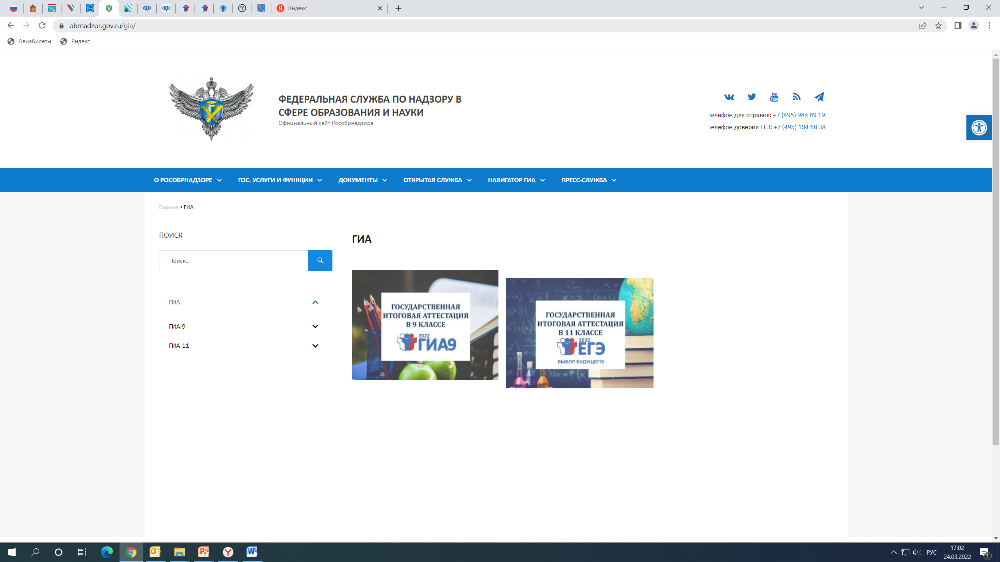 Яндекс
obrnadzor.gov.ru/gia/
Авиабилеты
Яндекс
ФЕДЕРАЛЬНАЯ СЛУЖБА ПО НАДЗОРУ В
СФЕРЕ ОБРАЗОВАНИЯ И НАУКИ
Официальный сайт Рособрнадзора
You
Tube
Телефон для справок: +7 (495) 984 89 19
Телефон доверия ЕГЭ: +7 (495) 104 68 38
О РОСОБРНАДЗОРЕ
ГОС. УСЛУГИ И ФУНКЦИИ
ДОКУМЕНТЫ
ОТКРЫТАЯ СЛУЖБА
НАВИГАТОР ГИА
ПРЕСС-СЛУЖБА
Главная > ГИА
ПОИСК
Поиск...
ГИА
ГИА-9
ГИА-11
ГИА
ГОСУДАРСТВЕННАЯ
ИТОГОВАЯ АТТЕСТАЦИЯ
В 9 КЛАССЕ
2022
ГИА9
ГОСУДАРСТВЕННАЯ
ИТОГОВАЯ АТТЕСТАЦИЯ
В 11 КЛАССЕ
2022
ЕГЭ
ВЫБОР БУДУЩЕГО!
РУС
17:02
24.03.2022
1